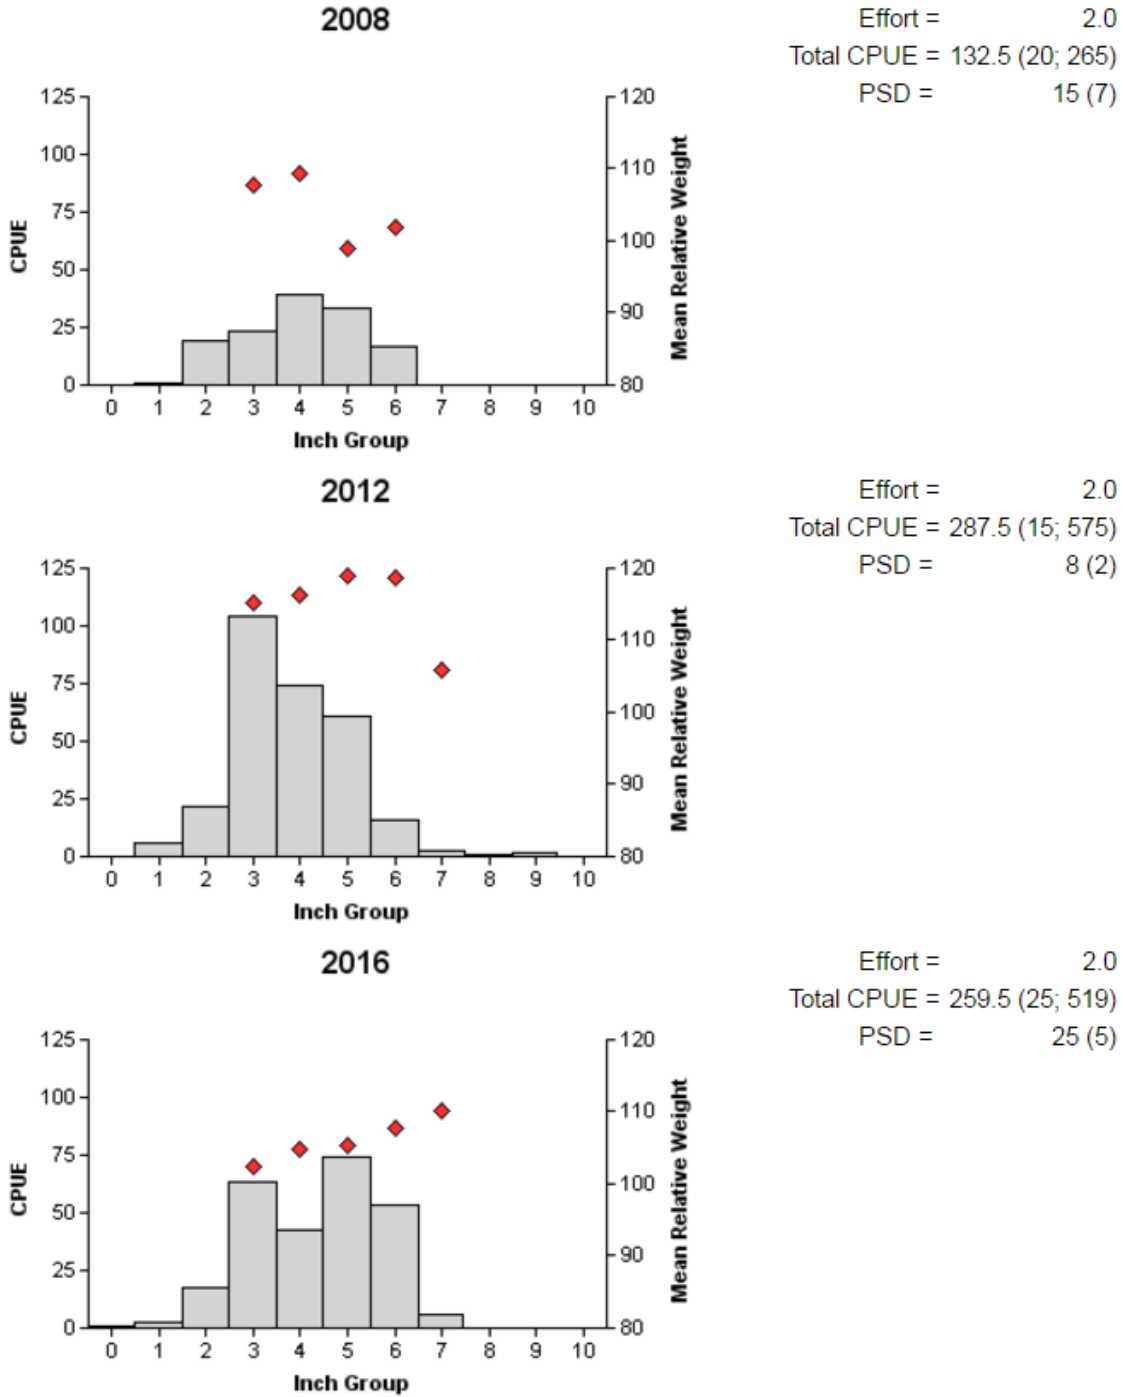 2008
Effort = 2.0
Total CPUE = 132.5 (20; 265)
PSD = 15 (7)
125
100
75
50
25
0
CPUE
120
110
100
90
80
Mean Relative Weight
0 1 2 3 4 5 6 7 8 9 10
Inch Group
2012
Effort = 2.0
Total CPUE = 287.5 (15; 575)
PSD = 8 (2)
125
100
75
50
25
0
CPUE
120
110
100
90
80
Mean Relative Weight
0 1 2 3 4 5 6 7 8 9 10
Inch Group
2016
Effort = 2.0
Total CPUE = 259.5 (25; 519)
PSD = 25 (5)
125
100
75
50
25
0
CPUE
120
110
100
90
80
Mean Relative Weight
0 1 2 3 4 5 6 7 8 9 10
Inch Group